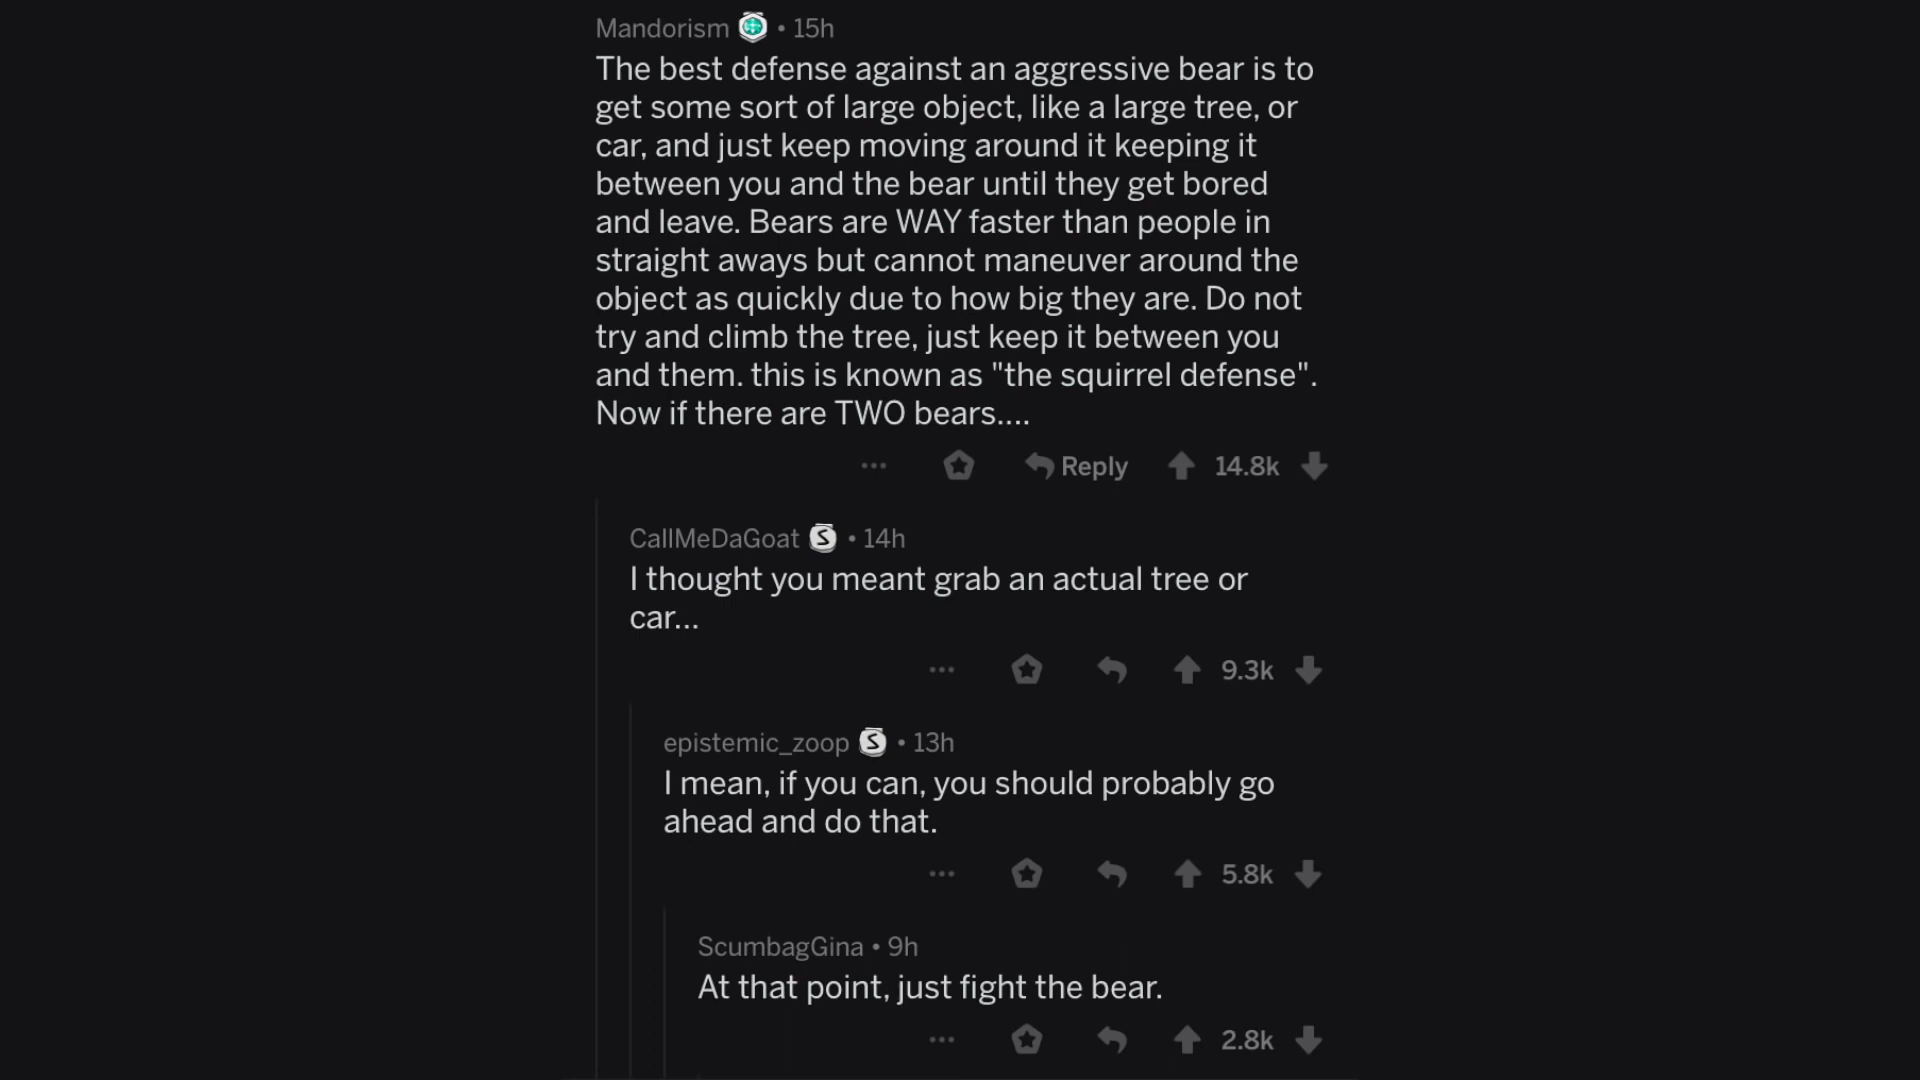 Mandorism • 15h
The best defense against an aggressive bear is to
get some sort of large object, like a large tree, or
car, and just keep moving around it keeping it
between you and the bear until they get bored
and leave. Bears are WAY faster than people in
straight aways but cannot maneuver around the
object as quickly due to how big they are. Do not
try and climb the tree, just keep it between you
and them. this is known as "the squirrel defense".
Now if there are TWO bears....
Reply 14.8k
CallMeDaGoat S • 14h
I thought you meant grab an actual tree or
car...
9.3k
epistemic_zoop S • 13h
I mean, if you can, you should probably go
ahead and do that.
5.8k
ScumbagGina • 9h
At that point, just fight the bear.
2.8k